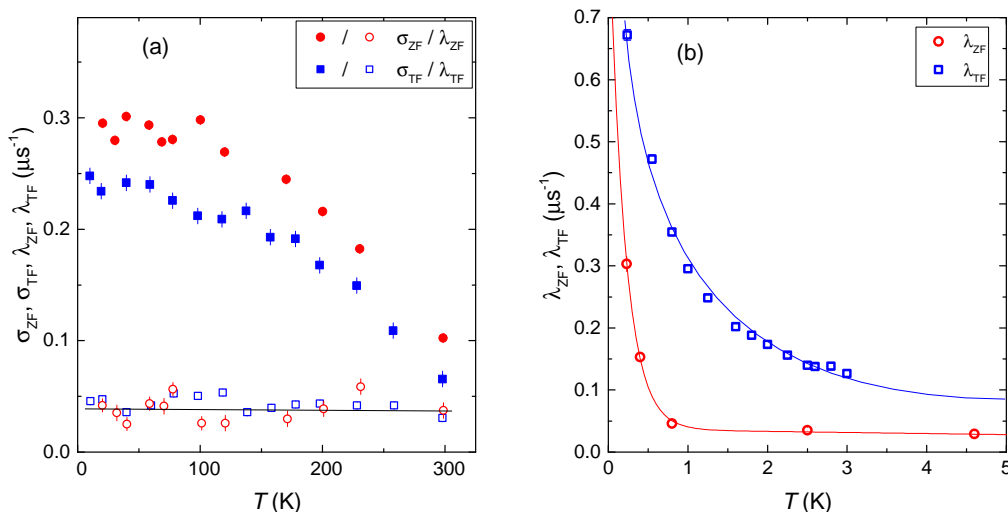 (a)
● / ○ σZF / λZF
■ / □ σTF / λTF
0.3
0.2
0.1
0.0
σZF, σTF, λZF, λTF (μs⁻¹)
0 100 200 300
T (K)
(b)
λZF
λTF
0.7
0.6
0.5
0.4
0.3
0.2
0.1
0.0
λZF, λTF (μs⁻¹)
0 1 2 3 4 5
T (K)